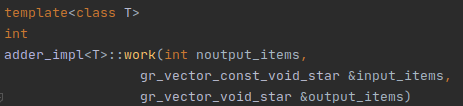 template<class T>
int
adder_impl<T>::work(int noutput_items,
gr_vector_const_void_star &input_items,
gr_vector_void_star &output_items)